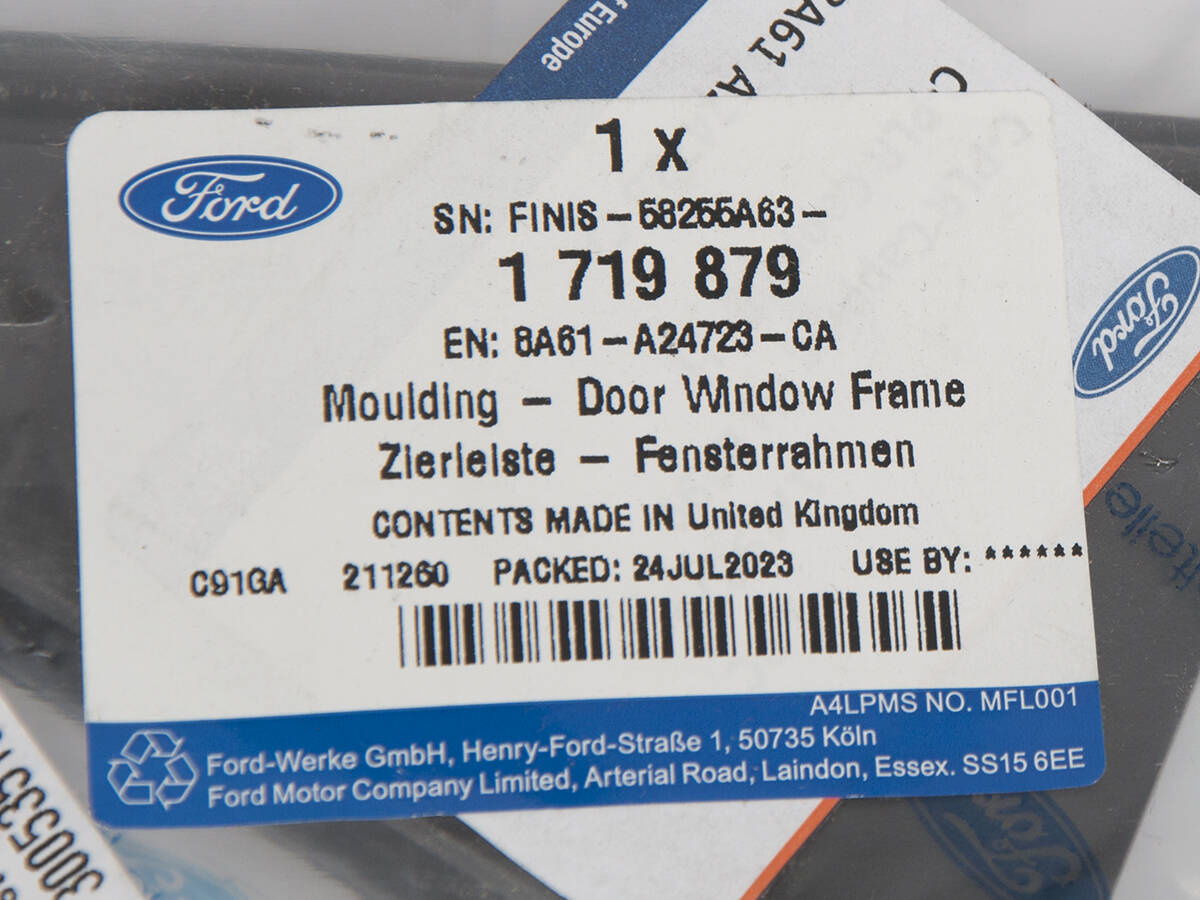 f Europe
Ford
1 x
SN: FINIS-58255A63-
1 719 879
EN: 8A61-A24723-CA
Moulding - Door Window Frame
Zierleiste - Fensterrahmen
CONTENTS MADE IN United Kingdom
C91GA 211260 PACKED: 24JUL2023 USE BY: ******
A4LPMS NO. MFL001
Ford-Werke GmbH, Henry-Ford-Straße 1, 50735 Köln
Ford Motor Company Limited, Arterial Road, Laindon, Essex. SS15 6EE
Ford